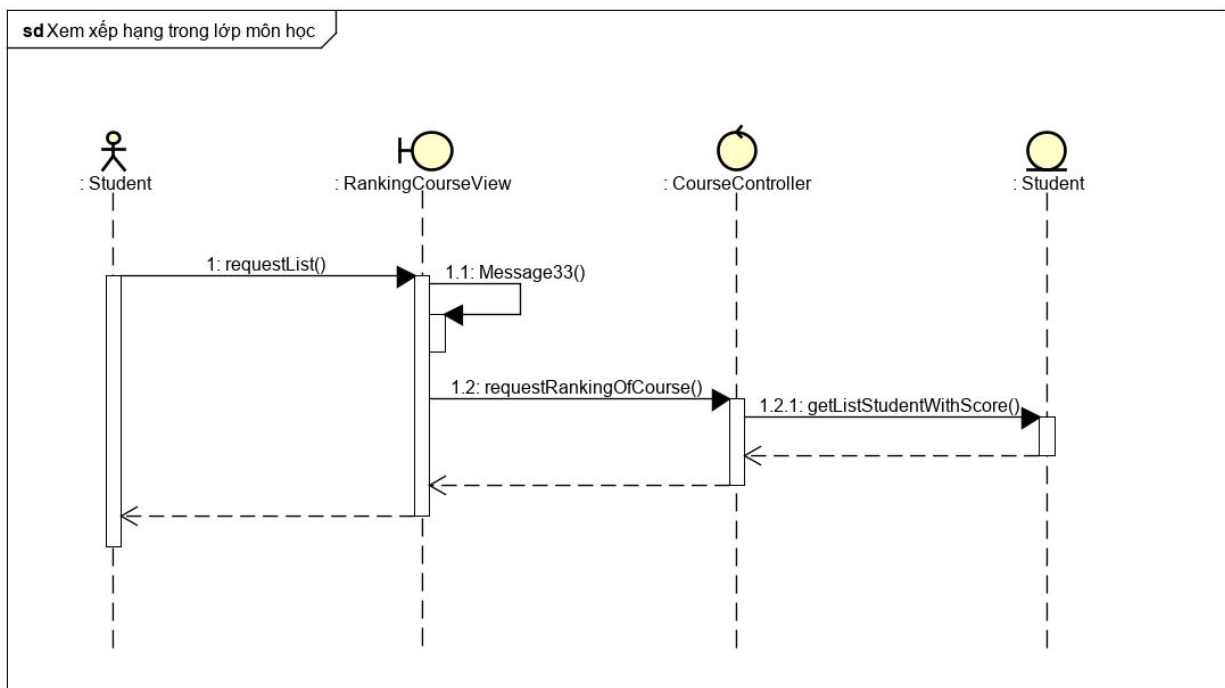 sd Xem xếp hạng trong lớp môn học
: Student
: RankingCourseView
: CourseController
: Student
1: requestList()
1.1: Message33()
1.2: requestRankingOfCourse()
1.2.1: getListStudentWithScore()